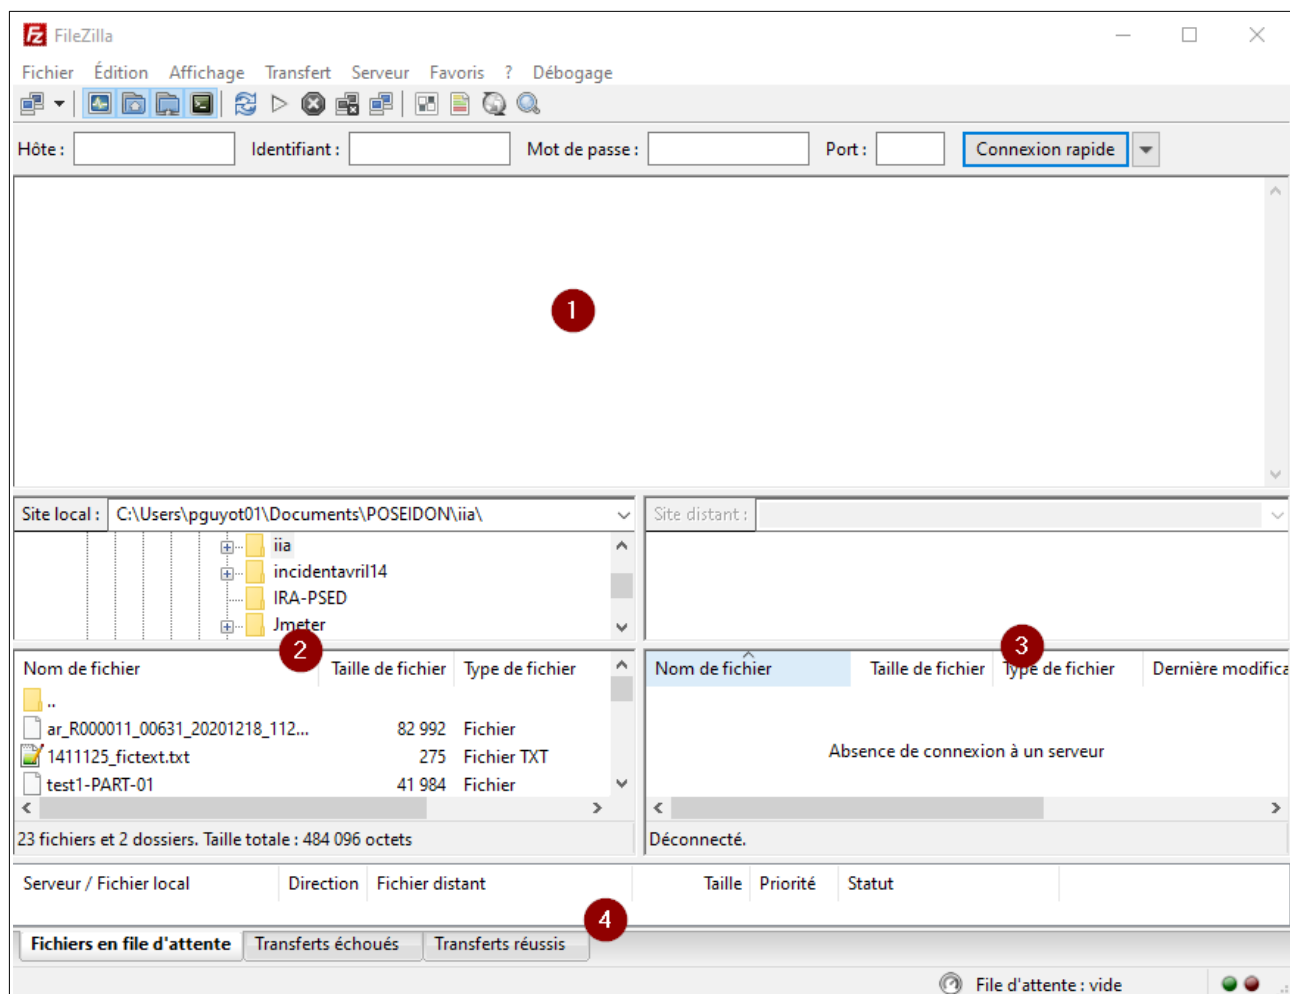 FileZilla
Fichier Édition Affichage Transfert Serveur Favoris ? Débogage
Hôte : Identifiant : Mot de passe : Port : Connexion rapide
1
Site local : C:\Users\pguyot01\Documents\POSEIDON\iia\ Site distant :
iia
incidentavril14
IRA-PSED
Jmeter
2 3
Nom de fichier Taille de fichier Type de fichier Nom de fichier Taille de fichier Type de fichier Dernière modifica
..
ar_R000011_00631_20201218_112... 82 992 Fichier
1411125_fictext.txt 275 Fichier TXT Absence de connexion à un serveur
test1-PART-01 41 984 Fichier
23 fichiers et 2 dossiers. Taille totale : 484 096 octets Déconnecté.
Serveur / Fichier local Direction Fichier distant Taille Priorité Statut
4
Fichiers en file d'attente Transferts échoués Transferts réussis
File d'attente : vide